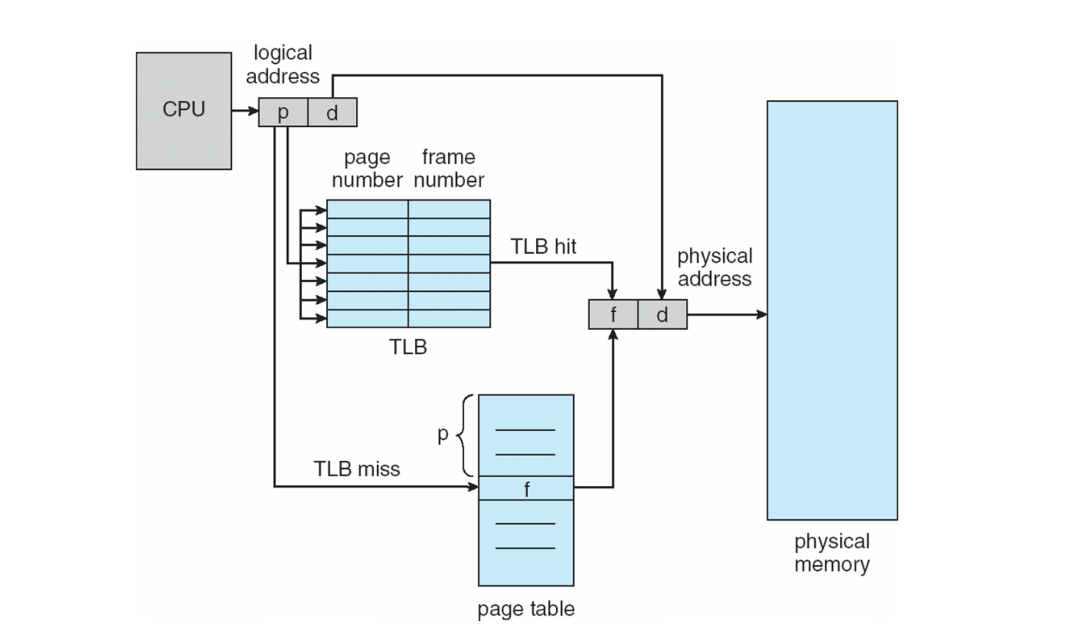 logical
address
CPU
p
d
page
number
frame
number
TLB hit
physical
address
f
d
TLB
p
TLB miss
f
physical
memory
page table